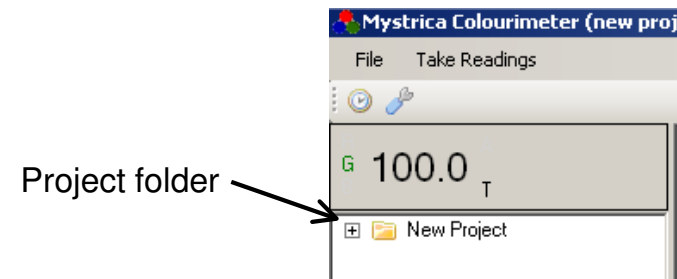 Mystrica Colourimeter (new proj
File Take Readings
G 100.0 T
Project folder
New Project